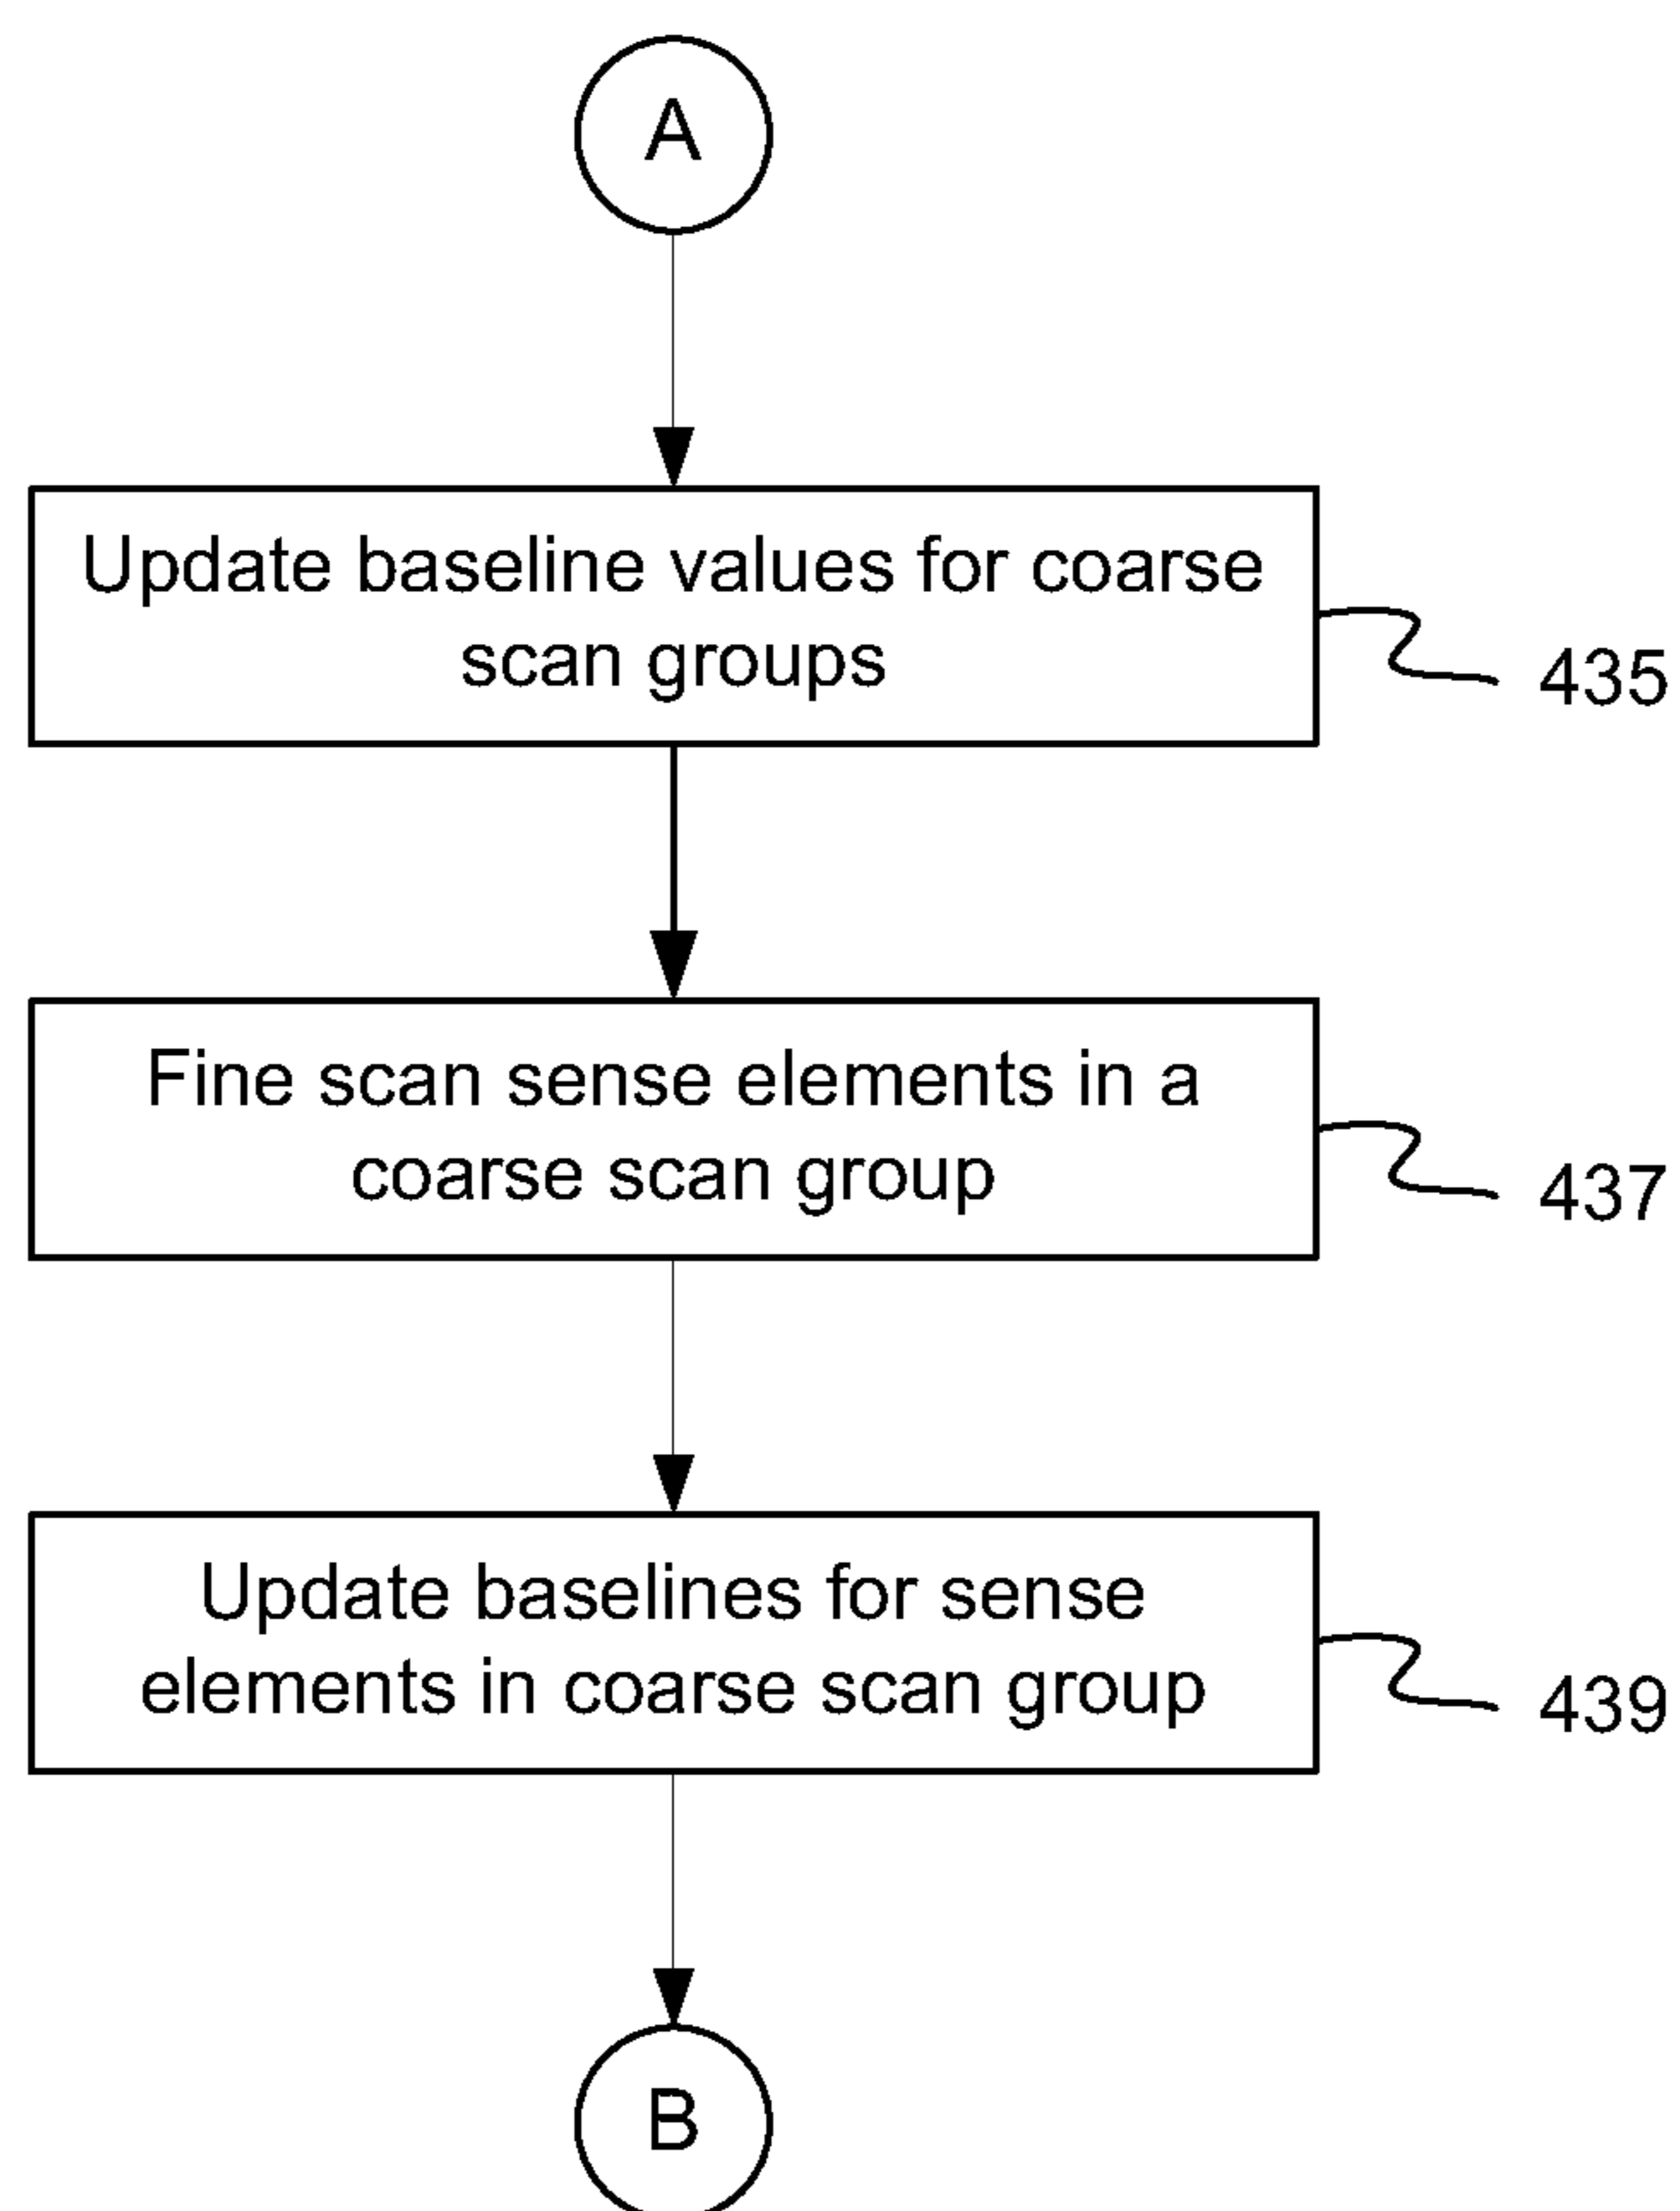 A
Update baseline values for coarse
scan groups
435
Fine scan sense elements in a
coarse scan group
437
Update baselines for sense
elements in coarse scan group
439
B